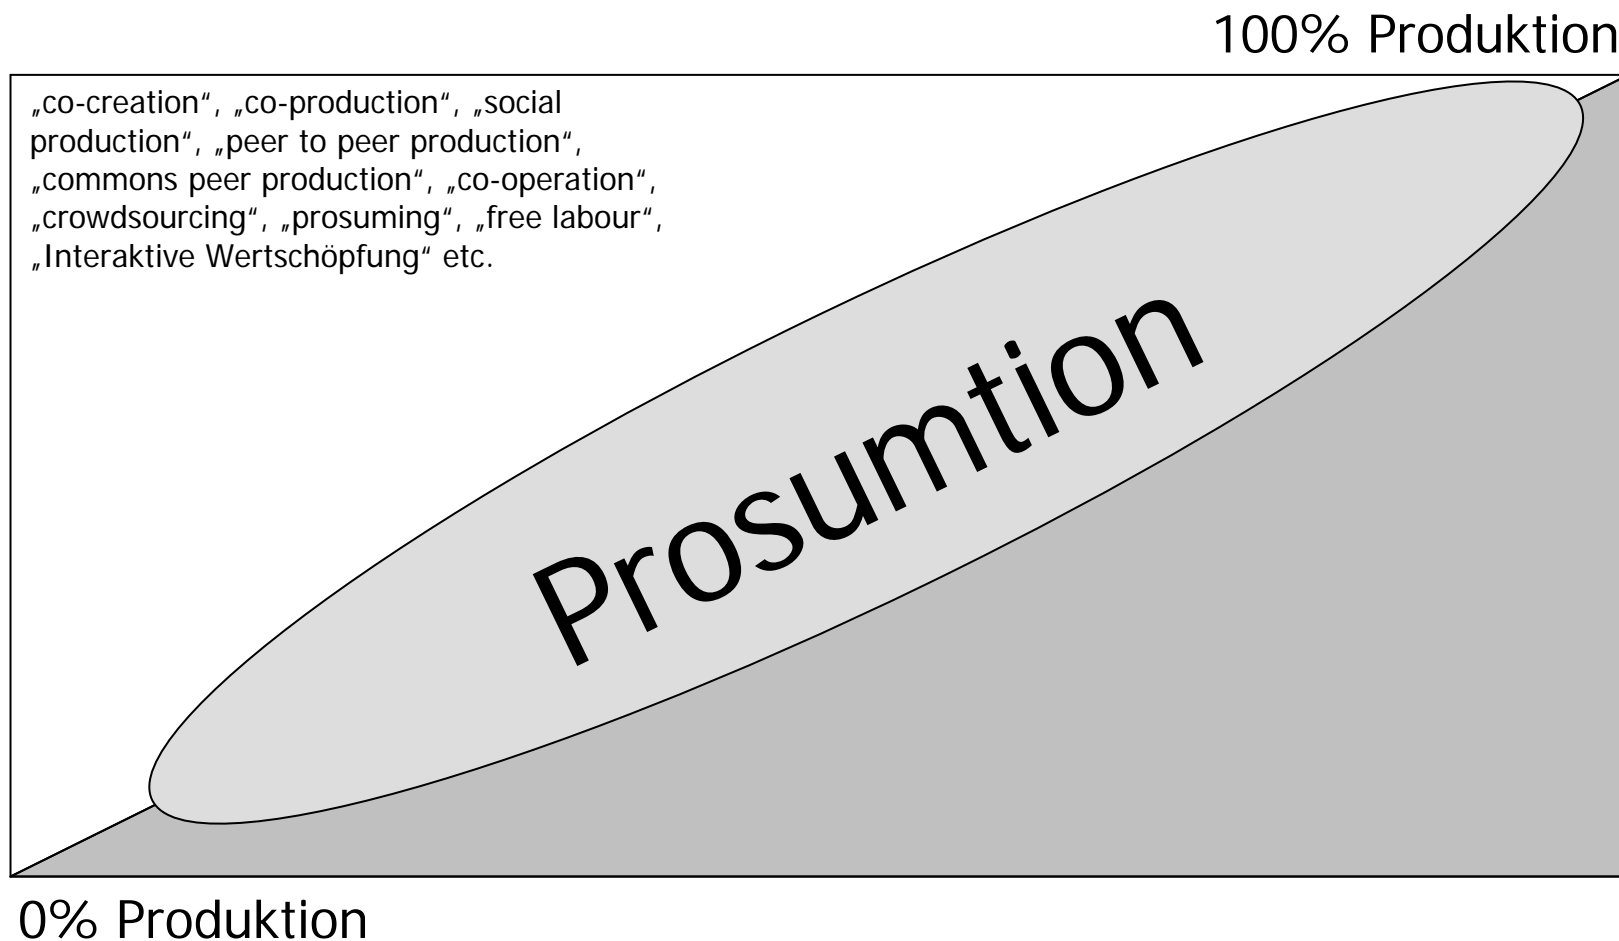 100% Produktion
„co-creation“, „co-production“, „social
production“, „peer to peer production“,
„commons peer production“, „co-operation“,
„crowdsourcing“, „prosuming“, „free labour“,
„Interaktive Wertschöpfung“ etc.
Prosumtion
0% Produktion